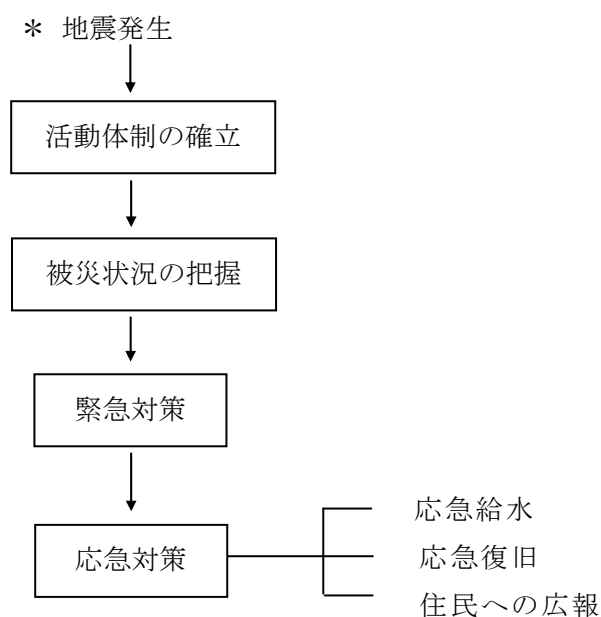 ＊ 地震発生
活動体制の確立
被災状況の把握
緊急対策
応急対策
応急給水
応急復旧
住民への広報